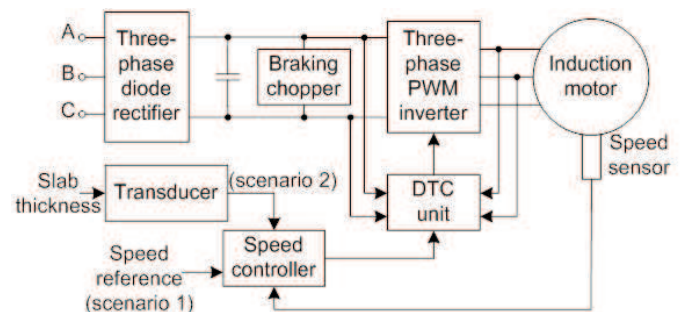 A
B
C
Three-
phase
diode
rectifier
Braking
chopper
Three-
phase
PWM
inverter
Induction
motor
Speed
sensor
Slab
thickness
Transducer
(scenario 2)
DTC
unit
Speed
controller
Speed
reference
(scenario 1)